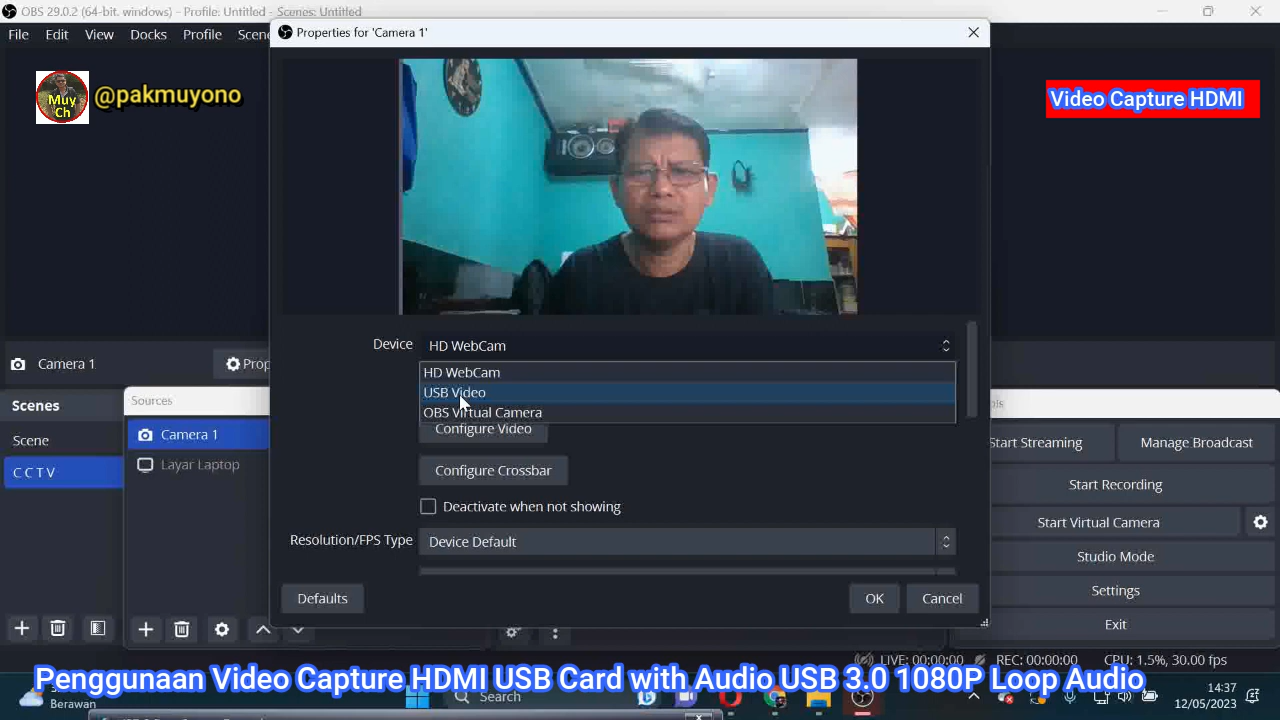 OBS 29.0.2 (64-bit, windows) - Profile: Untitled - Scenes: Untitled
File Edit View Docks Profile Scene
Properties for 'Camera 1'
Muy
Ch
@pakmuyono
Video Capture HDMI
Device HD WebCam
HD WebCam
USB Video
OBS Virtual Camera
Configure Video
Configure Crossbar
Deactivate when not showing
Resolution/FPS Type Device Default
Defaults OK Cancel
Camera 1
Scenes
Scene
C C T V
Sources
Camera 1
Layar Laptop
Start Streaming Manage Broadcast
Start Recording
Start Virtual Camera
Studio Mode
Settings
Exit
LIVE: 00:00:00 REC: 00:00:00 CPU: 1.5%, 30.00 fps
Penggunaan Video Capture HDMI USB Card with Audio USB 3.0 1080P Loop Audio
Berawan
Search
14:37
12/05/2023